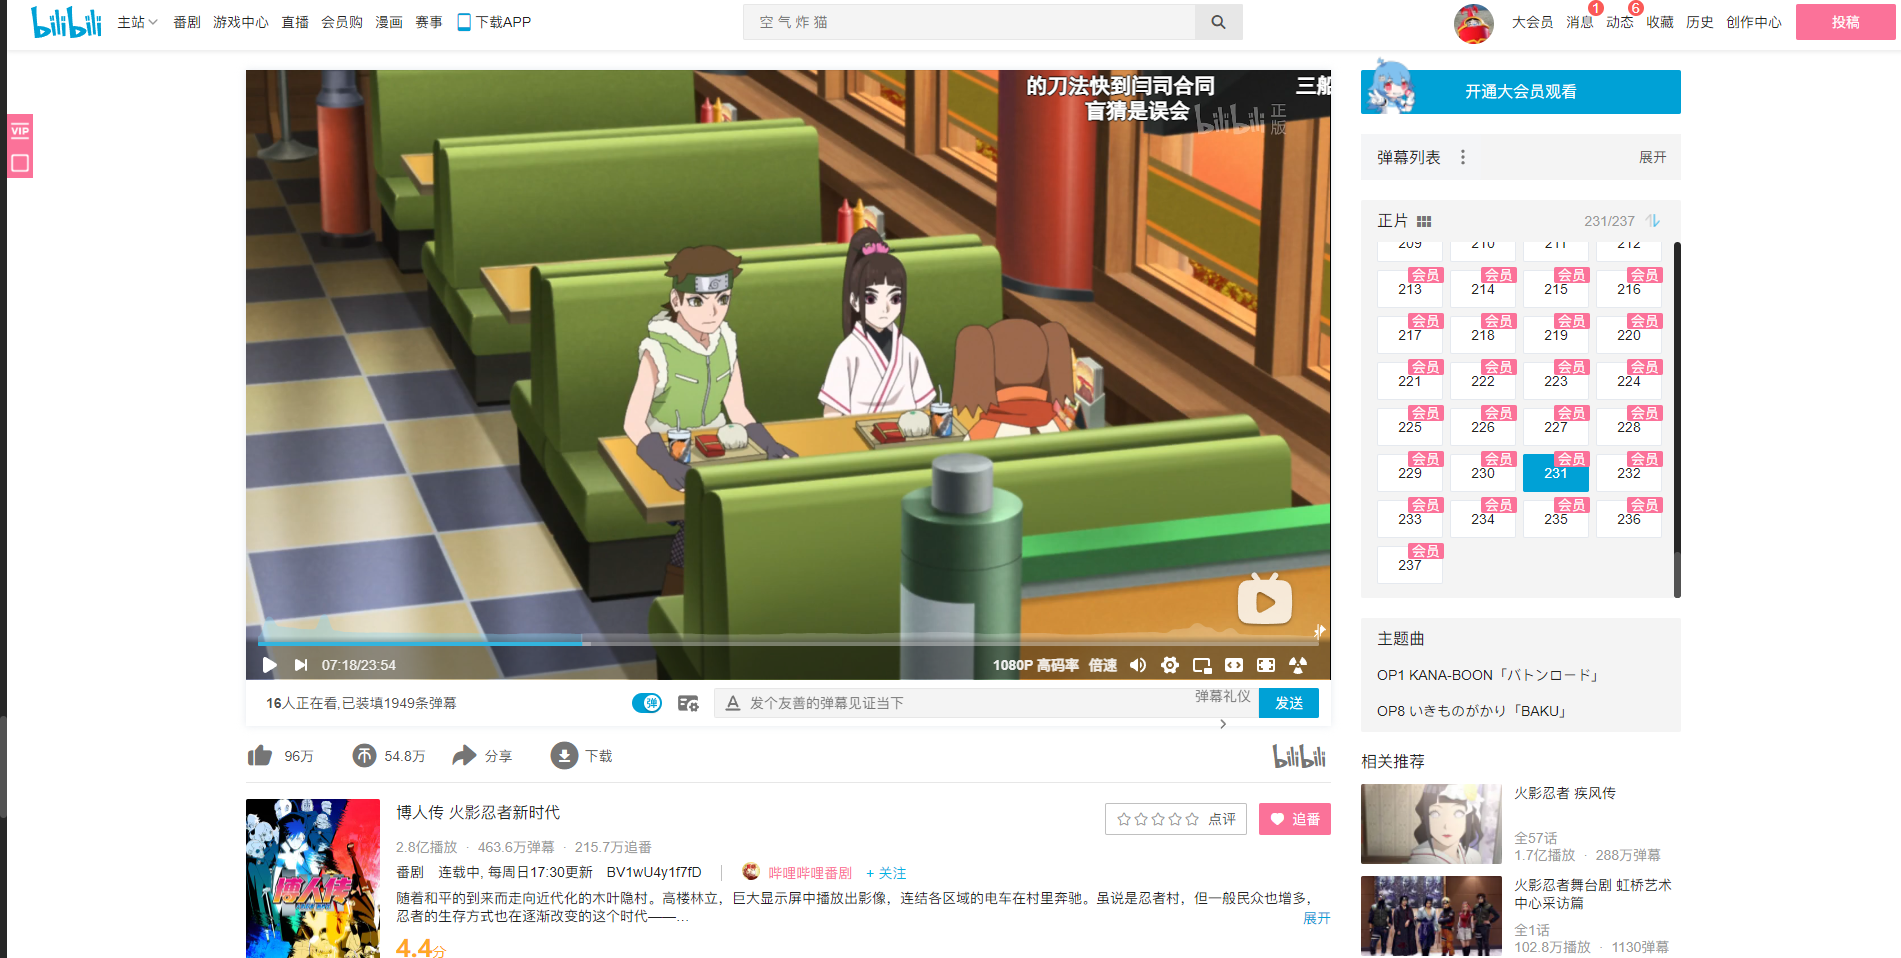 bilibili 主站 番剧 游戏中心 直播 会员购 漫画 赛事 下载APP
空 气 炸 猫
大会员 消息 1 动态 6 收藏 历史 创作中心 投稿
VIP
的刀法快到闫司合同
三船
盲猜是误会
bilibili 正版
07:18/23:54
1080P 高码率 倍速
16人正在看,已装填1949条弹幕
弹
发个友善的弹幕见证当下
弹幕礼仪
发送
96万
54.8万
分享
下载
bilibili
博人传
博人传 火影忍者新时代
点评
追番
2.8亿播放 · 463.6万弹幕 · 215.7万追番
番剧 连载中, 每周日17:30更新 BV1wU4y1f7fD
哔哩哔哩番剧 + 关注
随着和平的到来而走向近代化的木叶隐村。高楼林立，巨大显示屏中播放出影像，连结各区域的电车在村里奔驰。虽说是忍者村，但一般民众也增多，
忍者的生存方式也在逐渐改变的这个时代——...
展开
4.4分
开通大会员观看
弹幕列表
展开
正片
231/237
209 210 211 212
会员 会员 会员 会员
213 214 215 216
会员 会员 会员 会员
217 218 219 220
会员 会员 会员 会员
221 222 223 224
会员 会员 会员 会员
225 226 227 228
会员 会员 会员 会员
229 230 231 232
会员 会员 会员 会员
233 234 235 236
会员
237
主题曲
OP1 KANA-BOON「バトンロード」
OP8 いきものがかり「BAKU」
相关推荐
火影忍者 疾风传
全57话
1.7亿播放 · 288万弹幕
火影忍者舞台剧 虹桥艺术
中心采访篇
全1话
102.8万播放 · 1130弹幕